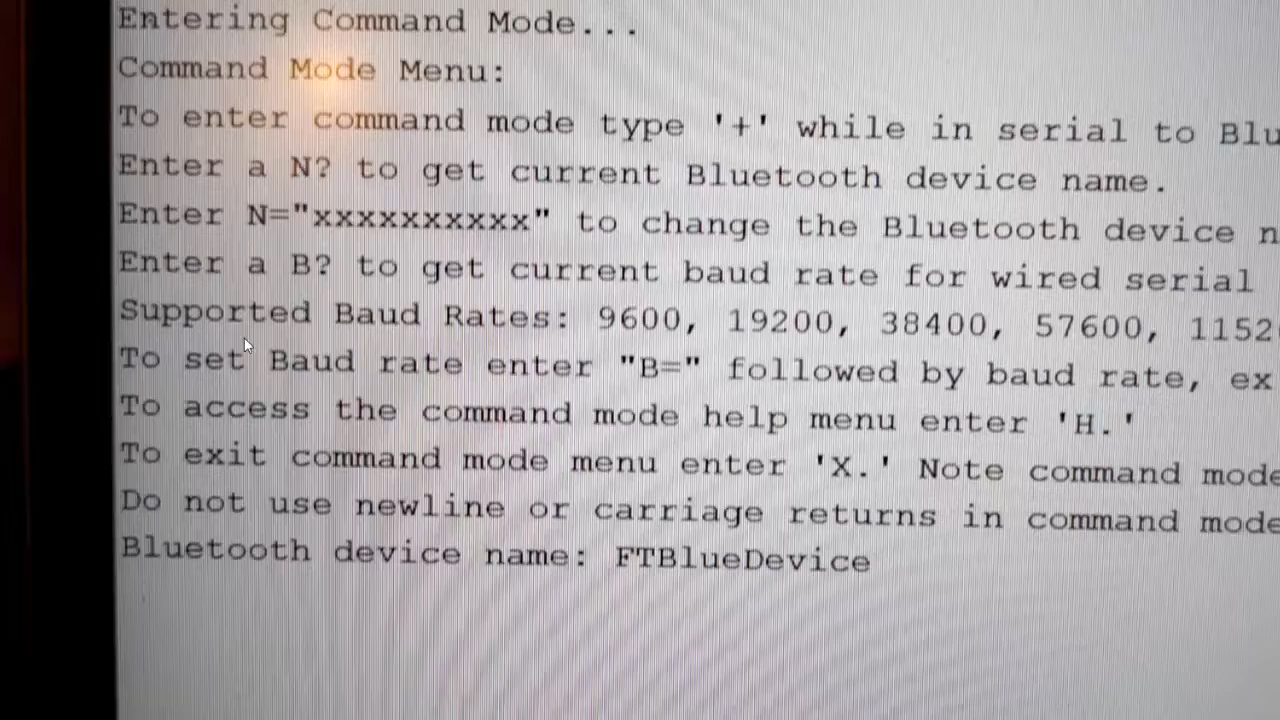 Entering Command Mode...
Command Mode Menu:
To enter command mode type '+' while in serial to Blu
Enter a N? to get current Bluetooth device name.
Enter N="xxxxxxxxxx" to change the Bluetooth device n
Enter a B? to get current baud rate for wired serial
Supported Baud Rates: 9600, 19200, 38400, 57600, 1152
To set Baud rate enter "B=" followed by baud rate, ex
To access the command mode help menu enter 'H.'
To exit command mode menu enter 'X.' Note command mode
Do not use newline or carriage returns in command mode
Bluetooth device name: FTBlueDevice